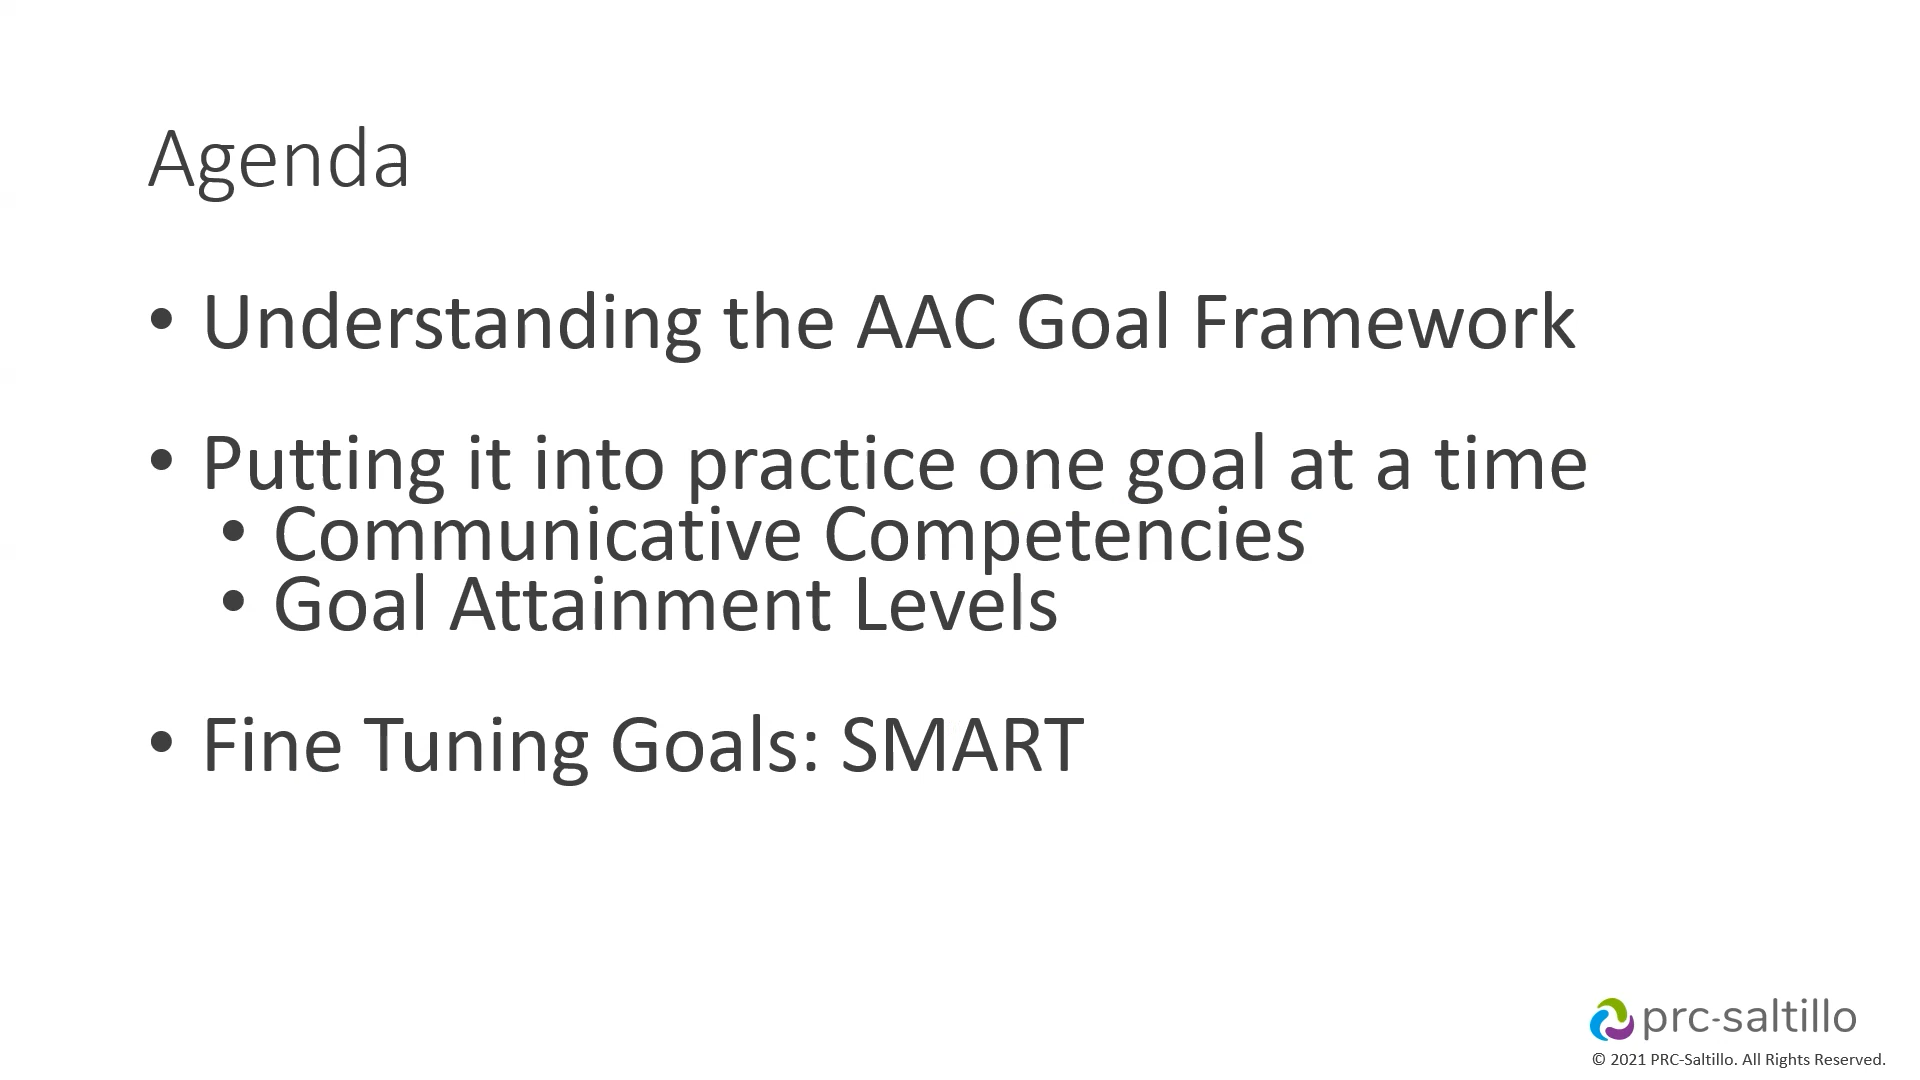 Agenda
• Understanding the AAC Goal Framework
• Putting it into practice one goal at a time
• Communicative Competencies
• Goal Attainment Levels
• Fine Tuning Goals: SMART
prc-saltillo
© 2021 PRC-Saltillo. All Rights Reserved.